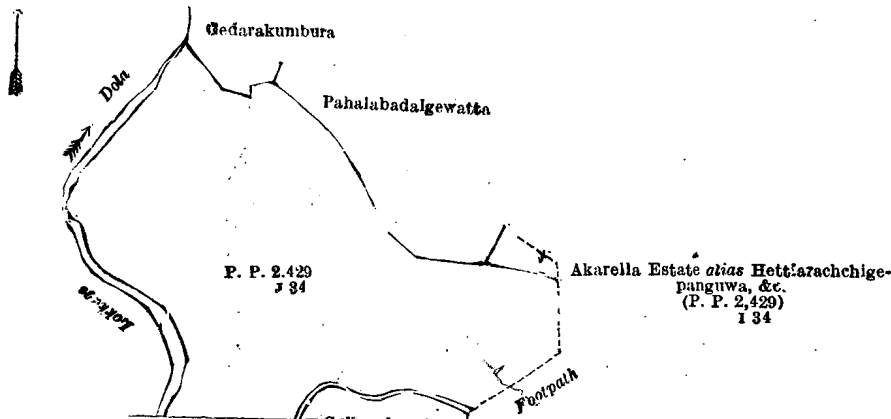 Gedarakumbura
Dola
Pahalabadalgewatta
P. P. 2.429
J 34
Akarella Estate alias Hettiarachchige-
panguwa, &c.
(P. P. 2,429)
I 34
Footpath